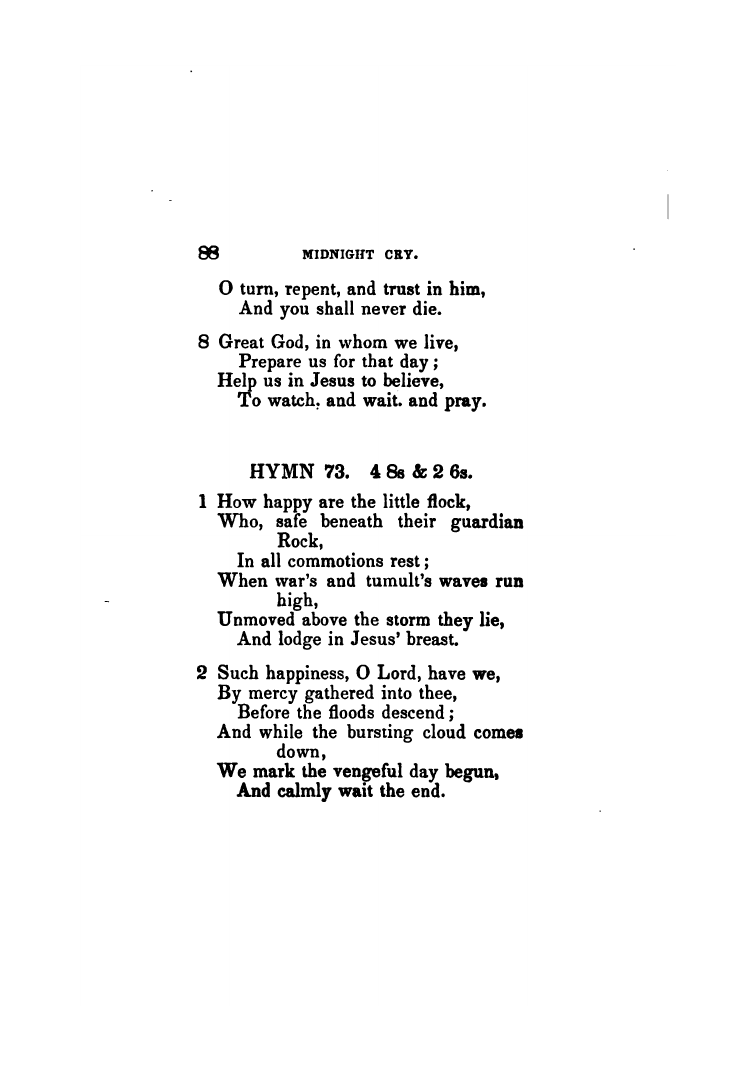 88 MIDNIGHT CRY.
O turn, repent, and trust in him,
And you shall never die.
8 Great God, in whom we live,
Prepare us for that day;
Help us in Jesus to believe,
To watch, and wait. and pray.
HYMN 73. 4 8s & 2 6s.
1 How happy are the little flock,
Who, safe beneath their guardian
Rock,
In all commotions rest;
When war's and tumult's waves run
high,
Unmoved above the storm they lie,
And lodge in Jesus' breast.
2 Such happiness, O Lord, have we,
By mercy gathered into thee,
Before the floods descend;
And while the bursting cloud comes
down,
We mark the vengeful day begun,
And calmly wait the end.